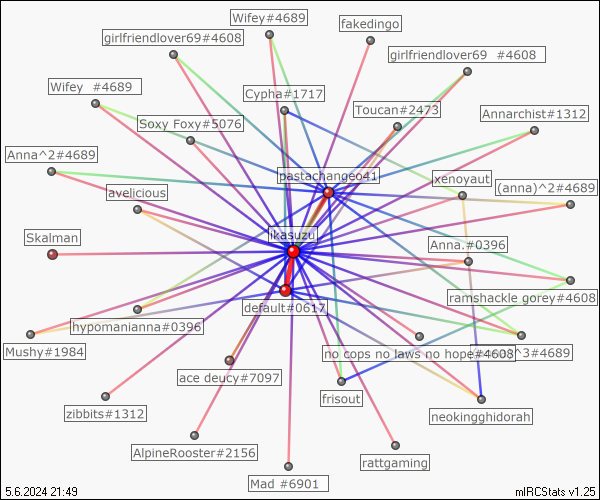 Wifey#4689
fakedingo
girlfriendlover69#4608
girlfriendlover69 #4608
Wifey #4689
Cypha#1717
Toucan#2473
Annarchist#1312
Soxy Foxy#5076
Anna^2#4689
pastachangeo41
xenoyaut
(anna)^2#4689
avelicious
Skalman
ikasuzu
Anna.#0396
default#0617
ramshackle gorey#4608
hypomanianna#0396
Mushy#1984
no cops no laws no hope#4608
^3#4689
ace deucy#7097
frisout
zibbits#1312
neokingghidorah
AlpineRooster#2156
rattgaming
Mad #6901
5.6.2024 21:49
mIRCStats v1.25